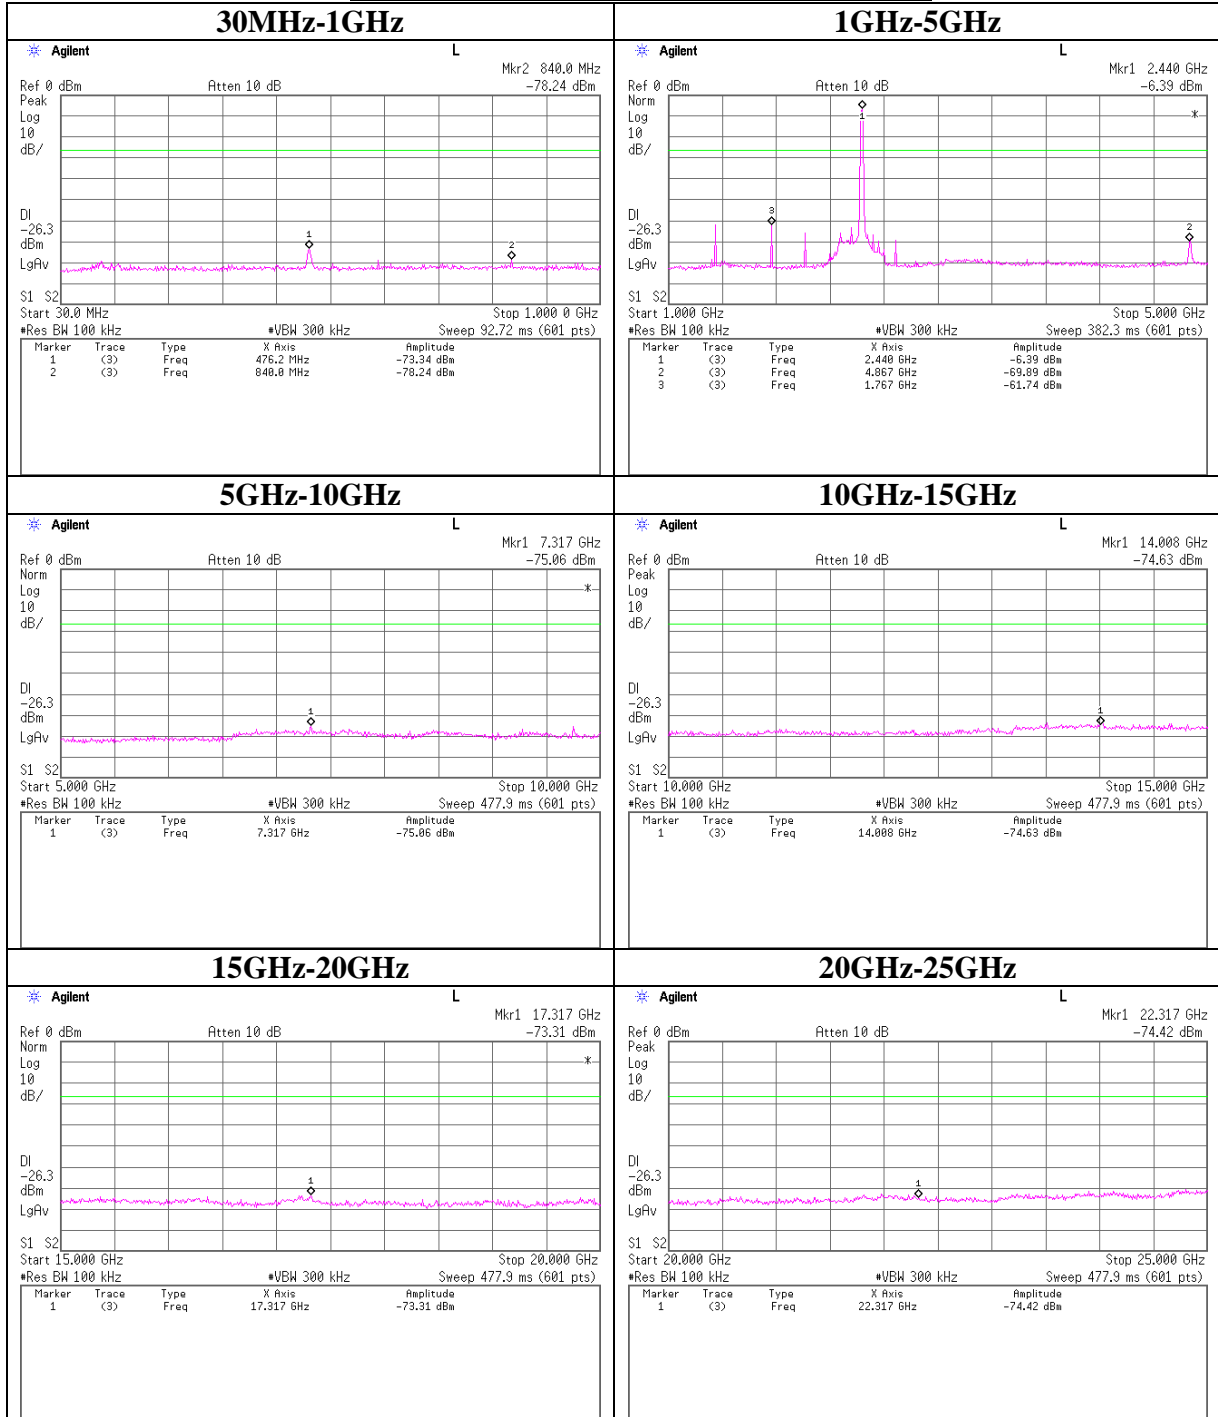 30MHz-1GHz
Agilent L
Mkr2 840.0 MHz
Ref 0 dBm Atten 10 dB -78.24 dBm
Peak
Log
10
dB/
1
2
DI
-26.3
dBm
LgAv
S1 S2
Start 30.0 MHz Stop 1.000 0 GHz
#Res BW 100 kHz #VBW 300 kHz Sweep 92.72 ms (601 pts)
Marker Trace Type X Axis Amplitude
1 (3) Freq 476.2 MHz -73.34 dBm
2 (3) Freq 840.0 MHz -78.24 dBm
1GHz-5GHz
Agilent L
Mkr1 2.440 GHz
Ref 0 dBm Atten 10 dB -6.39 dBm
Norm
Log
10
dB/
1
*
3
2
DI
-26.3
dBm
LgAv
S1 S2
Start 1.000 GHz Stop 5.000 GHz
#Res BW 100 kHz #VBW 300 kHz Sweep 382.3 ms (601 pts)
Marker Trace Type X Axis Amplitude
1 (3) Freq 2.440 GHz -6.39 dBm
2 (3) Freq 4.867 GHz -69.89 dBm
3 (3) Freq 1.767 GHz -61.74 dBm
5GHz-10GHz
Agilent L
Mkr1 7.317 GHz
Ref 0 dBm Atten 10 dB -75.06 dBm
Norm
Log
10
dB/
*
1
DI
-26.3
dBm
LgAv
S1 S2
Start 5.000 GHz Stop 10.000 GHz
#Res BW 100 kHz #VBW 300 kHz Sweep 477.9 ms (601 pts)
Marker Trace Type X Axis Amplitude
1 (3) Freq 7.317 GHz -75.06 dBm
10GHz-15GHz
Agilent L
Mkr1 14.008 GHz
Ref 0 dBm Atten 10 dB -74.63 dBm
Peak
Log
10
dB/
1
DI
-26.3
dBm
LgAv
S1 S2
Start 10.000 GHz Stop 15.000 GHz
#Res BW 100 kHz #VBW 300 kHz Sweep 477.9 ms (601 pts)
Marker Trace Type X Axis Amplitude
1 (3) Freq 14.008 GHz -74.63 dBm
15GHz-20GHz
Agilent L
Mkr1 17.317 GHz
Ref 0 dBm Atten 10 dB -73.31 dBm
Norm
Log
10
dB/
*
1
DI
-26.3
dBm
LgAv
S1 S2
Start 15.000 GHz Stop 20.000 GHz
#Res BW 100 kHz #VBW 300 kHz Sweep 477.9 ms (601 pts)
Marker Trace Type X Axis Amplitude
1 (3) Freq 17.317 GHz -73.31 dBm
20GHz-25GHz
Agilent L
Mkr1 22.317 GHz
Ref 0 dBm Atten 10 dB -74.42 dBm
Peak
Log
10
dB/
1
DI
-26.3
dBm
LgAv
S1 S2
Start 20.000 GHz Stop 25.000 GHz
#Res BW 100 kHz #VBW 300 kHz Sweep 477.9 ms (601 pts)
Marker Trace Type X Axis Amplitude
1 (3) Freq 22.317 GHz -74.42 dBm